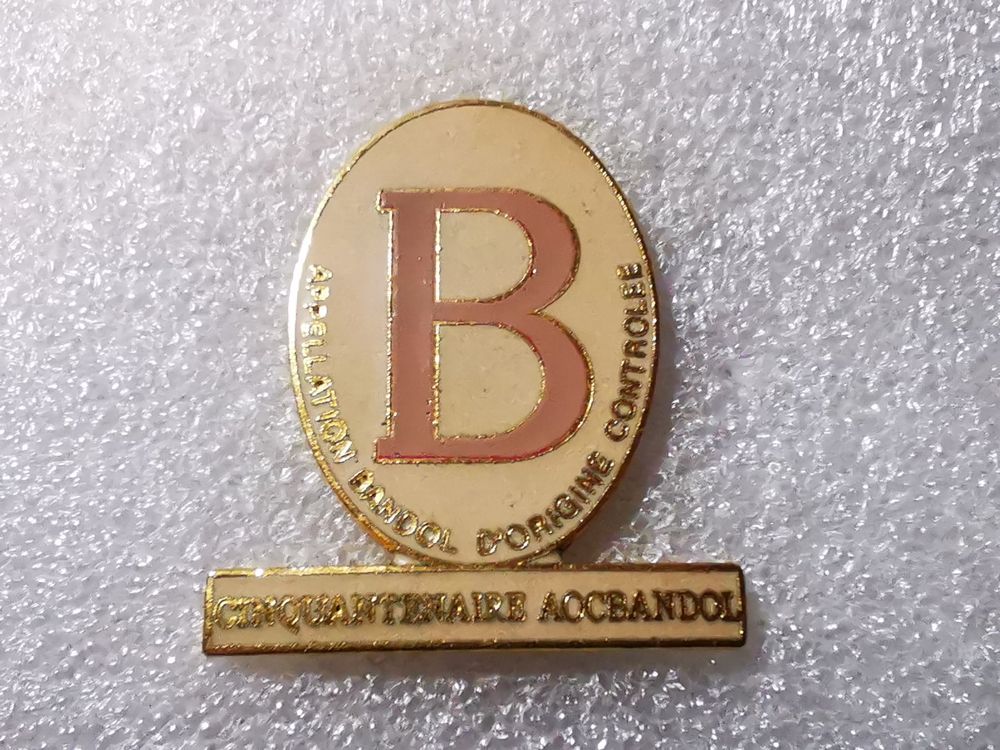 B
APPELLATION BANDOL D'ORIGINE CONTROLEE
CINQUANTENAIRE AOCBANDOL